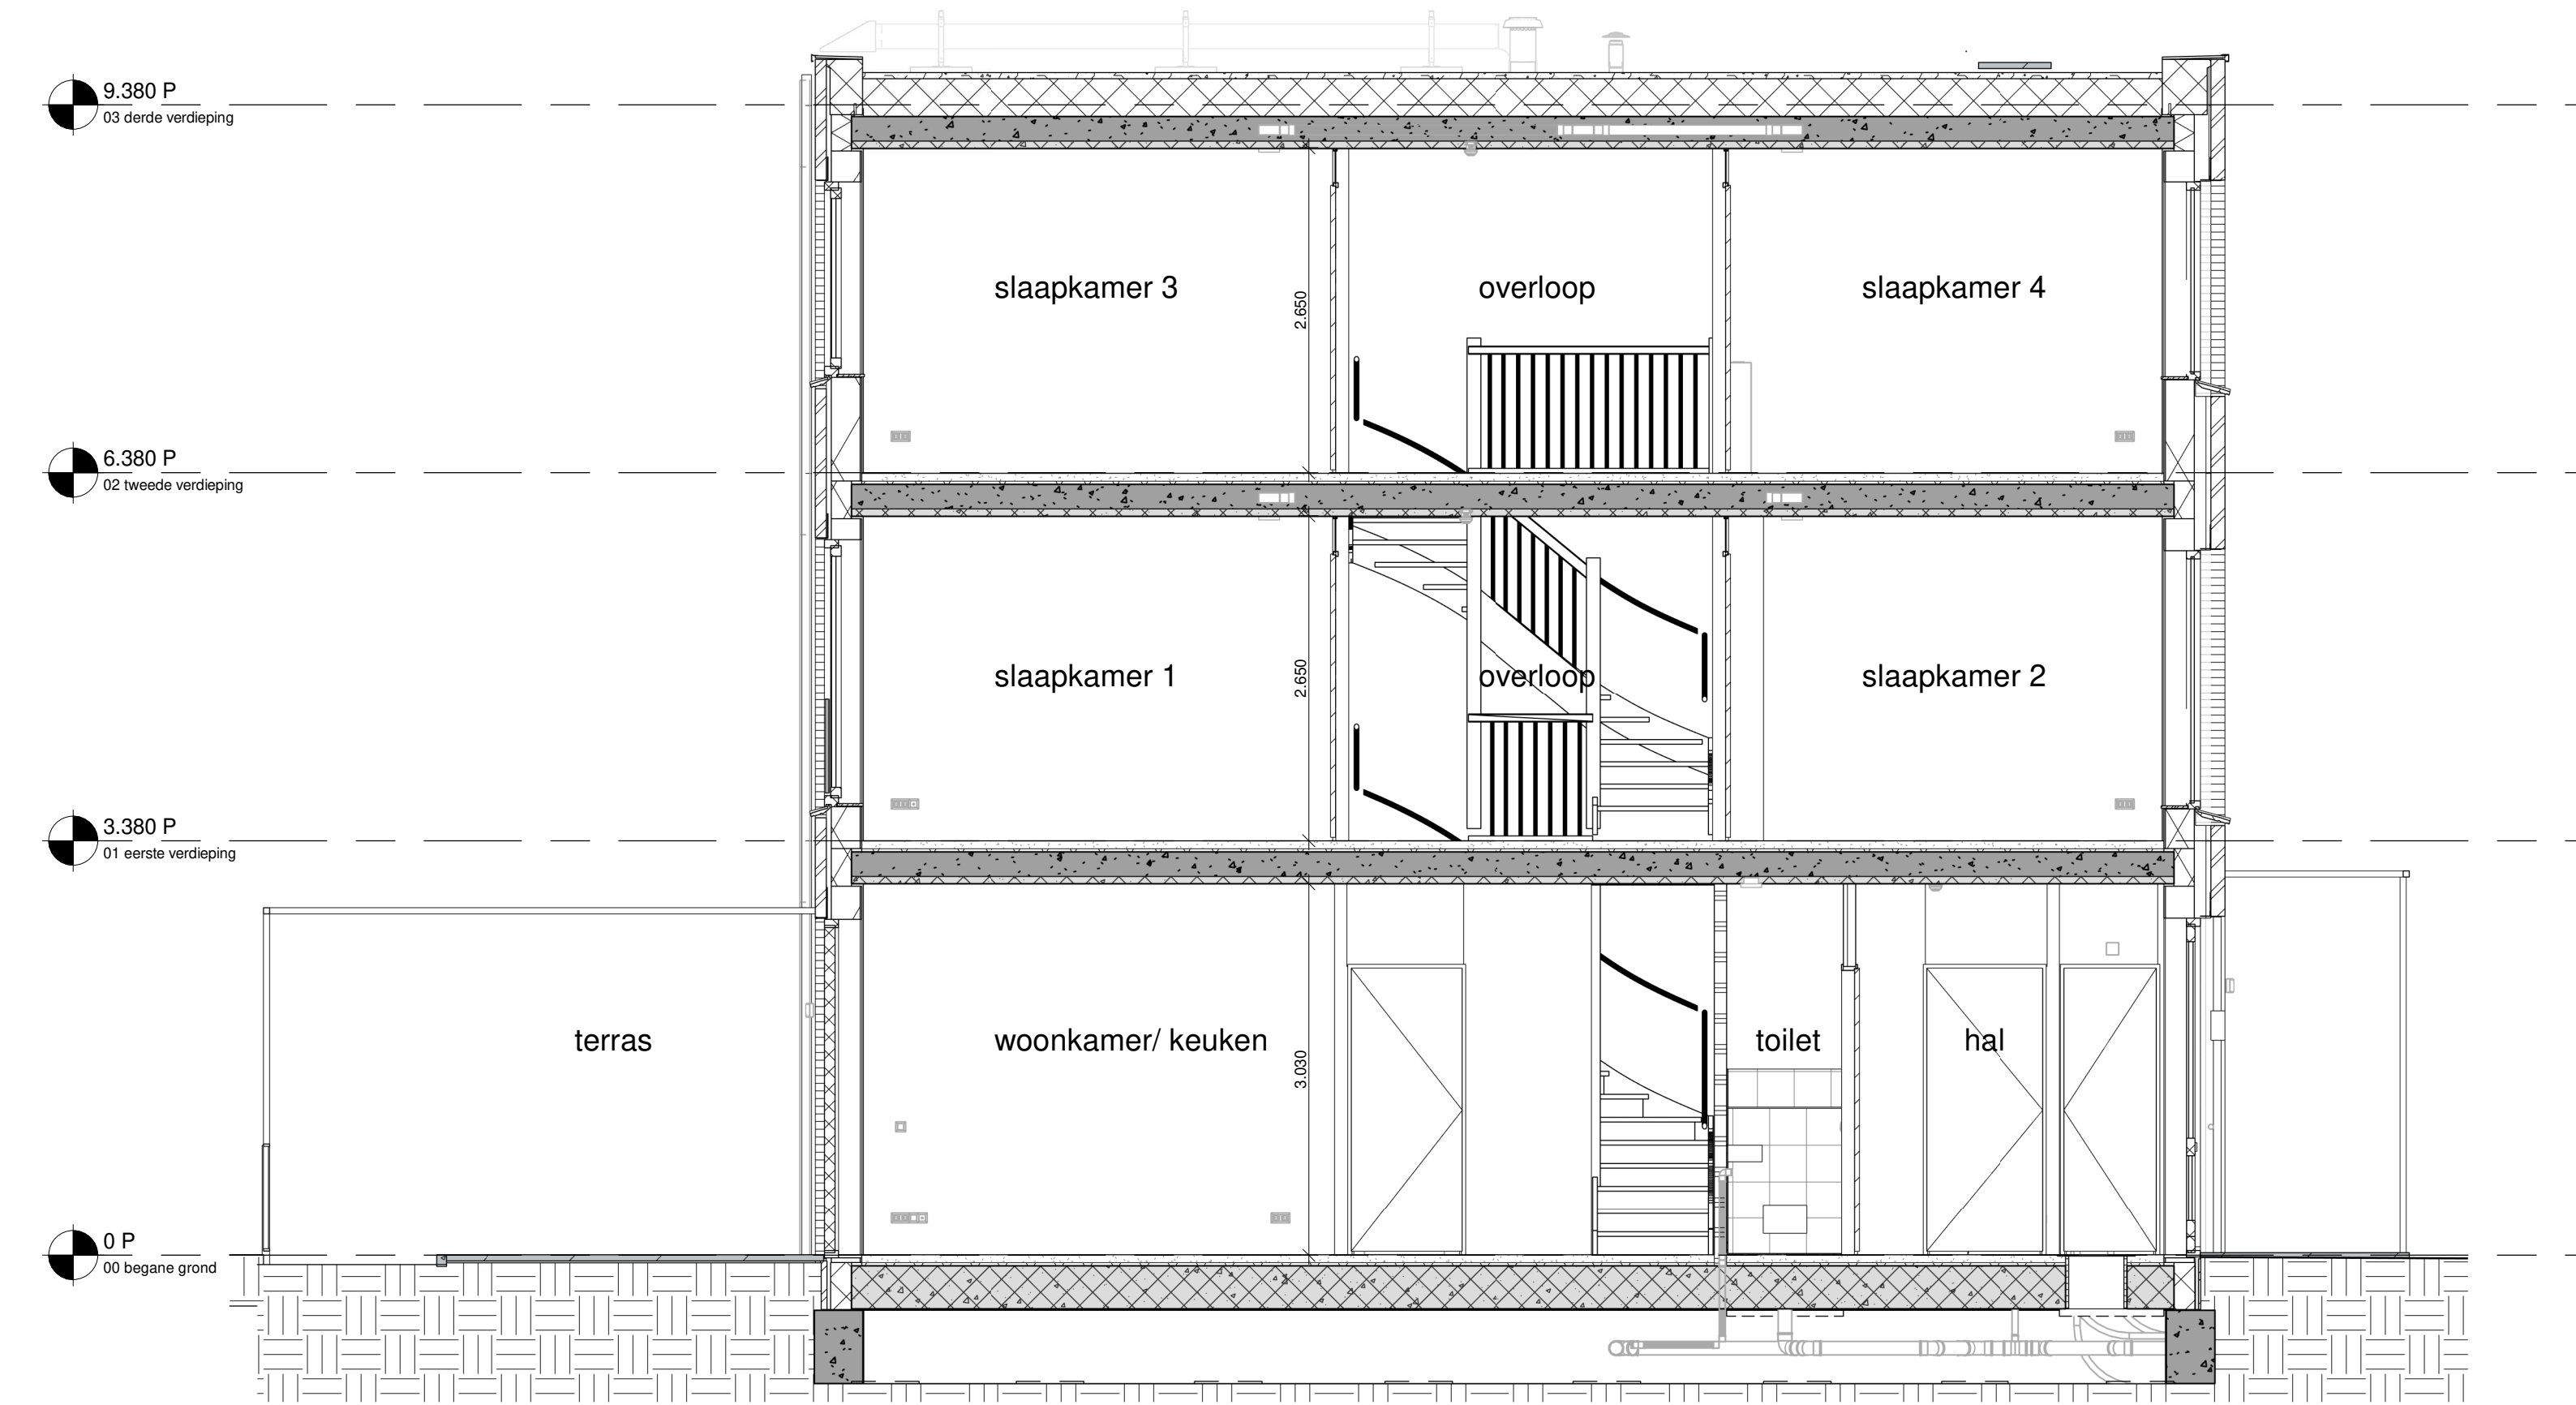 9.380 P
03 derde verdieping
slaapkamer 3
2.650
overloop
slaapkamer 4
6.380 P
02 tweede verdieping
slaapkamer 1
2.650
overloop
slaapkamer 2
3.380 P
01 eerste verdieping
terras
woonkamer/ keuken
3.030
toilet
hal
0 P
00 begane grond